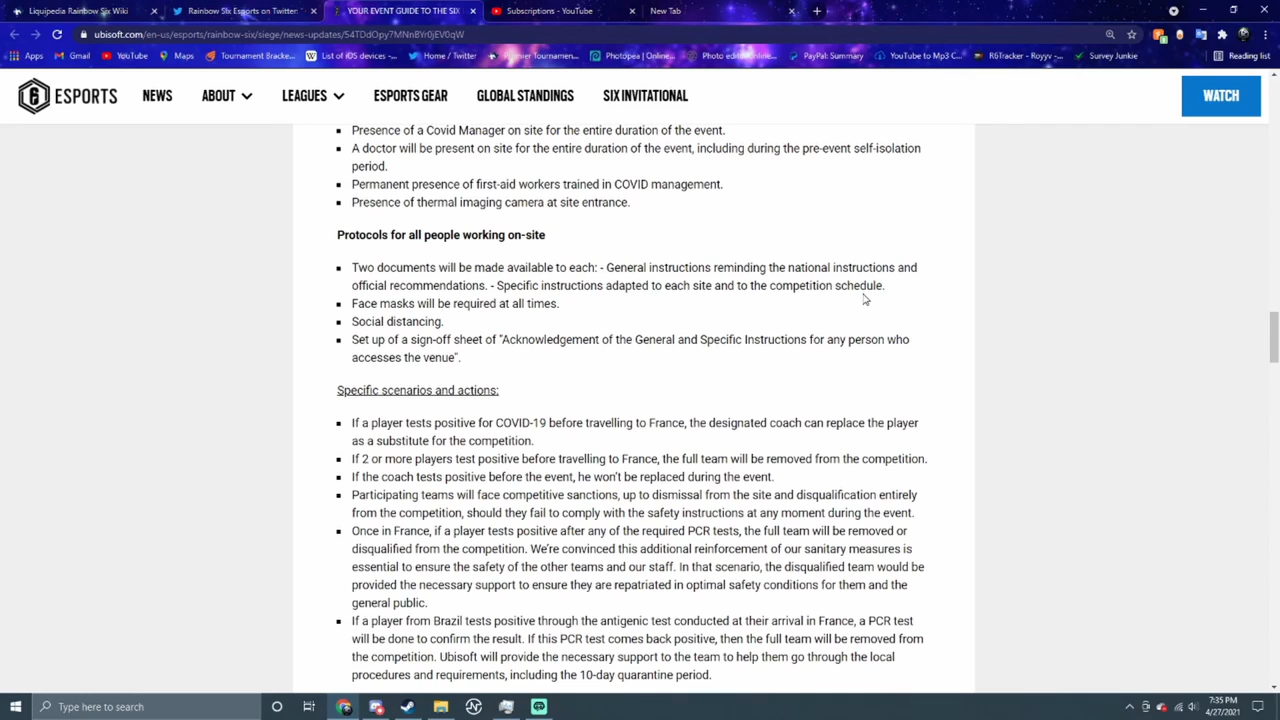 Liquipedia Rainbow Six Wiki
Rainbow Six Esports on Twitter:
YOUR EVENT GUIDE TO THE SIX
Subscriptions - YouTube
New Tab
ubisoft.com/en-us/esports/rainbow-six/siege/news-updates/
Apps
Gmail
YouTube
Maps
Tournament Bracke...
List of iOS devices -...
Home / Twitter
Premier Tournamen...
Photopea | Online...
Photo editor online...
PayPal: Summary
YouTube to Mp3 C...
R6Tracker - Royyv -...
Survey Junkie
Reading list
6 ESPORTS
NEWS
ABOUT
LEAGUES
ESPORTS GEAR
GLOBAL STANDINGS
SIX INVITATIONAL
WATCH
Presence of a Covid Manager on site for the entire duration of the event.
A doctor will be present on site for the entire duration of the event, including during the pre-event self-isolation
period.
Permanent presence of first-aid workers trained in COVID management.
Presence of thermal imaging camera at site entrance.
Protocols for all people working on-site
Two documents will be made available to each: - General instructions reminding the national instructions and
official recommendations. - Specific instructions adapted to each site and to the competition schedule.
Face masks will be required at all times.
Social distancing.
Set up of a sign-off sheet of "Acknowledgement of the General and Specific Instructions for any person who
accesses the venue".
Specific scenarios and actions:
If a player tests positive for COVID-19 before travelling to France, the designated coach can replace the player
as a substitute for the competition.
If 2 or more players test positive before travelling to France, the full team will be removed from the competition.
If the coach tests positive before the event, he won't be replaced during the event.
Participating teams will face competitive sanctions, up to dismissal from the site and disqualification entirely
from the competition, should they fail to comply with the safety instructions at any moment during the event.
Once in France, if a player tests positive after any of the required PCR tests, the full team will be removed or
disqualified from the competition. We're convinced this additional reinforcement of our sanitary measures is
essential to ensure the safety of the other teams and our staff. In that scenario, the disqualified team would be
provided the necessary support to ensure they are repatriated in optimal safety conditions for them and the
general public.
If a player from Brazil tests positive through the antigenic test conducted at their arrival in France, a PCR test
will be done to confirm the result. If this PCR test comes back positive, then the full team will be removed from
the competition. Ubisoft will provide the necessary support to the team to help them go through the local
procedures and requirements, including the 10-day quarantine period.
Type here to search
7:35 PM
4/27/2021